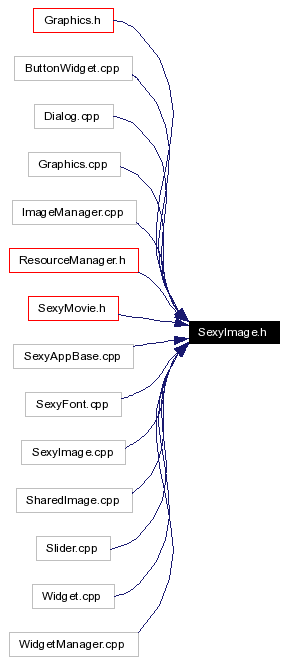 Graphics.h
ButtonWidget.cpp
Dialog.cpp
Graphics.cpp
ImageManager.cpp
ResourceManager.h
SexyMovie.h
SexyImage.h
SexyAppBase.cpp
SexyFont.cpp
SexyImage.cpp
SharedImage.cpp
Slider.cpp
Widget.cpp
WidgetManager.cpp